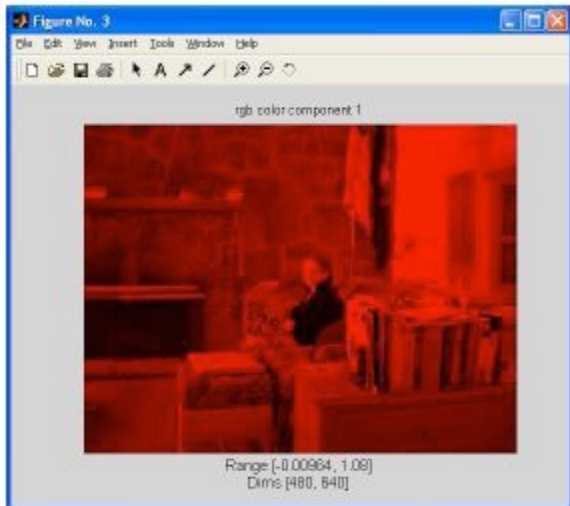 Figure No. 3
File Edit View Insert Tools Window Help
A
rgb color component 1
Range [-0.00964, 1.08]
Dims [480, 640]